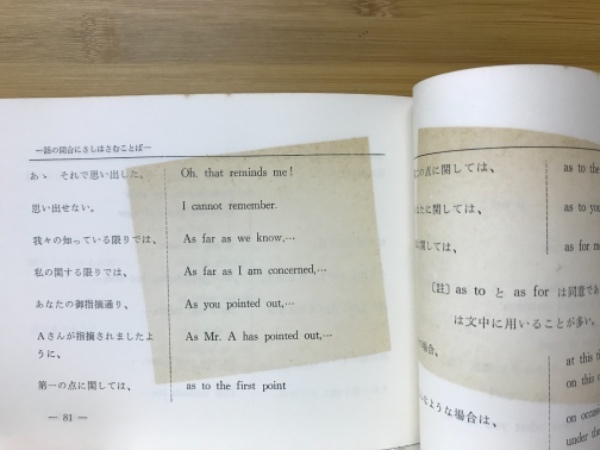 —話の間合にさしはさむことば—
あゝ それで思い出した。 Oh, that reminds me!
思い出せない。 I cannot remember.
我々の知っている限りでは、 As far as we know,…
私の関する限りでは、 As far as I am concerned,…
あなたの御指摘通り、 As you pointed out,…
Aさんが指摘されましたよ As Mr. A has pointed out,…
うに、
第一の点に関しては、 as to the first point
— 81 —
の点に関しては、 as to the
たに関しては、 as to you
に関しては、 as for me
〔註〕as to と as for は同意であ
は文中に用いることが多い。
場合、
at this
on this
のような場合は、 on occasi
under the